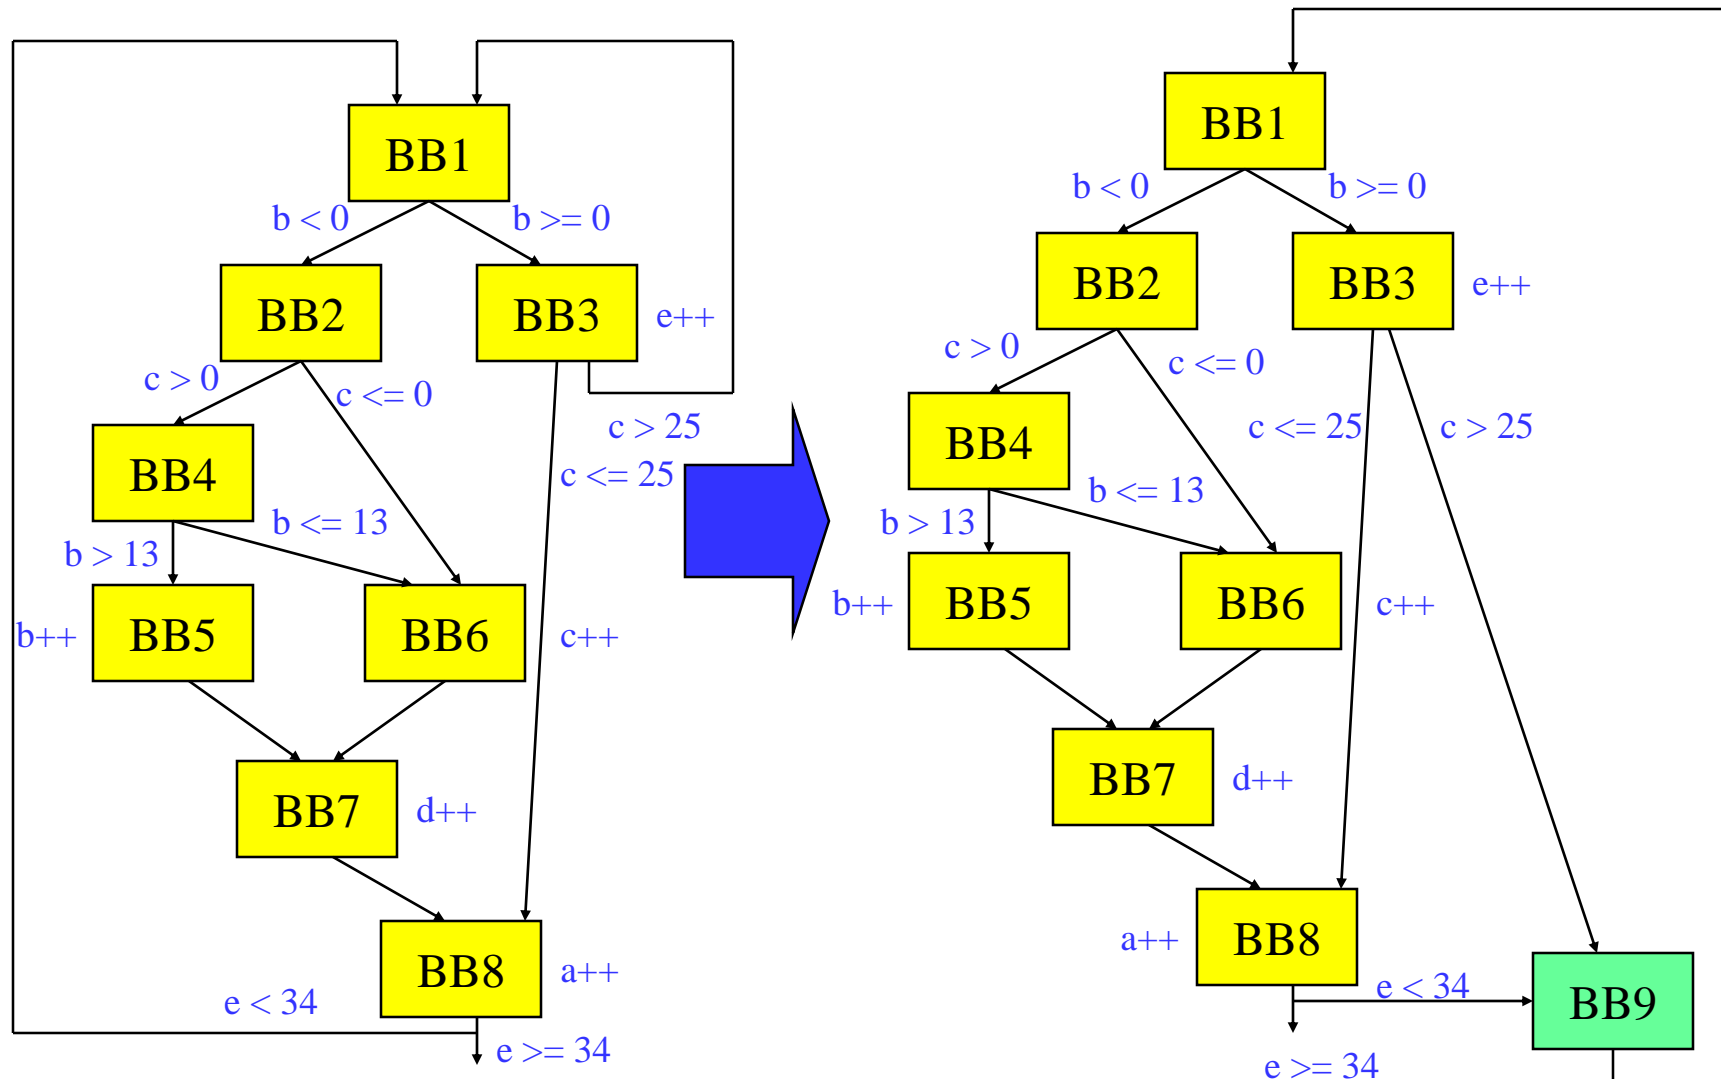 BB1
b < 0
b >= 0
BB2
BB3
e++
c > 0
c <= 0
c > 25
BB4
c <= 25
b <= 13
b > 13
b++
BB5
BB6
c++
BB7
d++
BB8
a++
e < 34
e >= 34
BB1
b < 0
b >= 0
BB2
BB3
e++
c > 0
c <= 0
BB4
c <= 25
c > 25
b <= 13
b > 13
b++
BB5
BB6
c++
BB7
d++
a++
BB8
e < 34
BB9
e >= 34